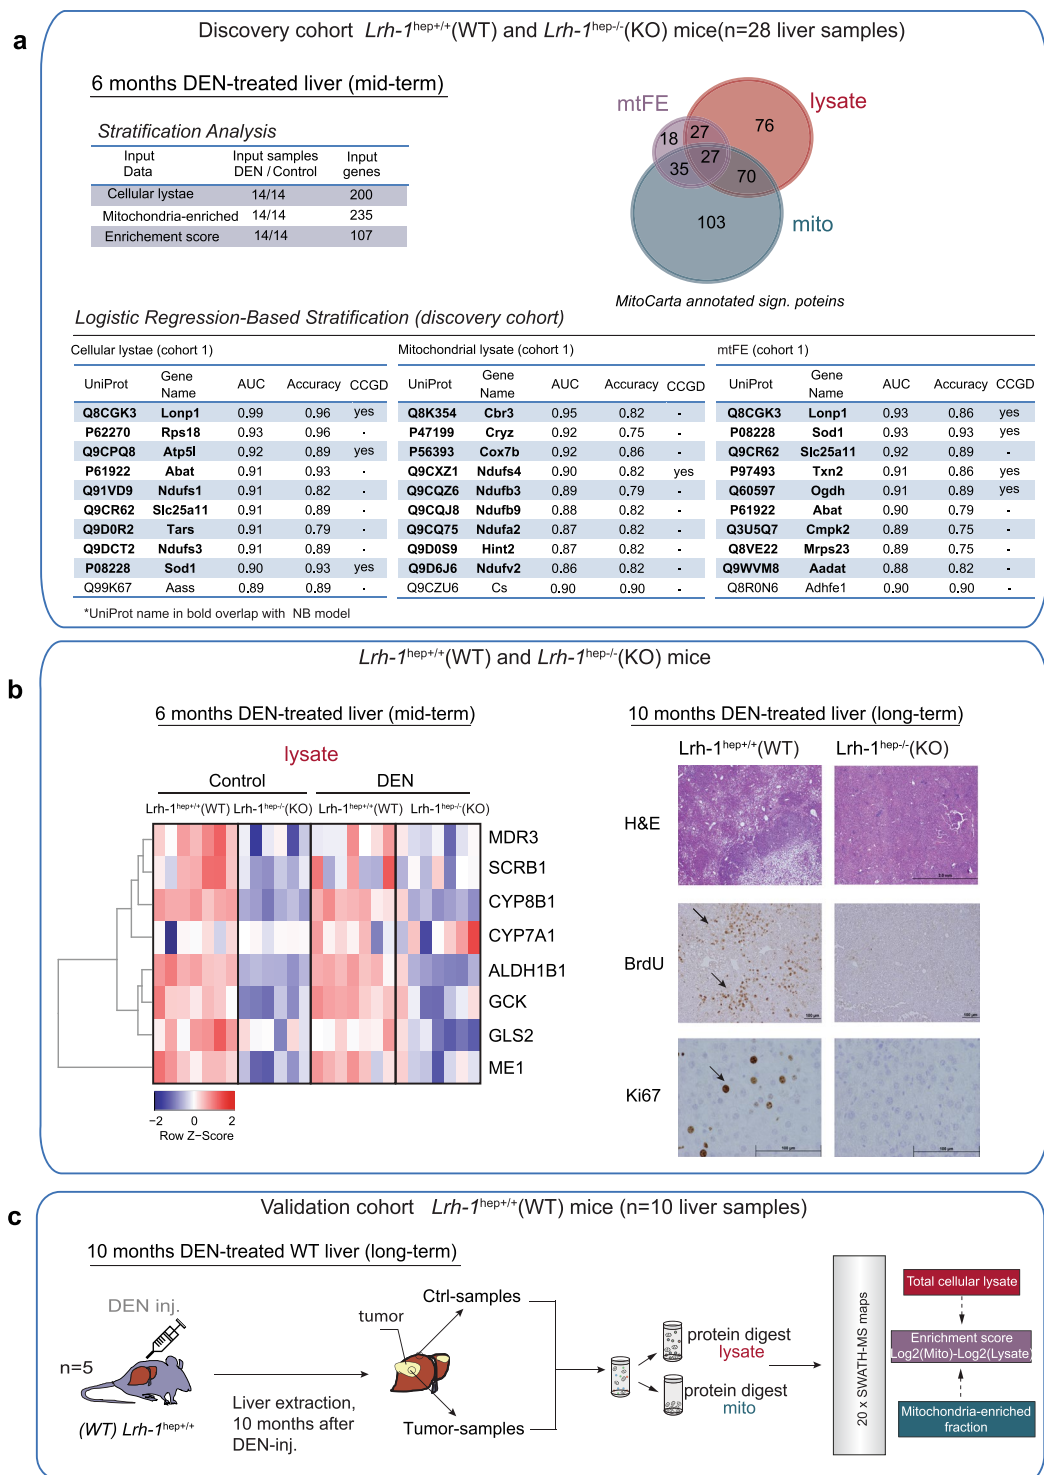 a
Discovery cohort Lrh-1hep+/+(WT) and Lrh-1hep-/-(KO) mice(n=28 liver samples)
6 months DEN-treated liver (mid-term)
Stratification Analysis
Input Data Input samples DEN / Control Input genes
Cellular lystae 14/14 200
Mitochondria-enriched 14/14 235
Enrichement score 14/14 107
mtFE
lysate
18
27
76
27
35
70
103
mito
MitoCarta annotated sign. proteins
Logistic Regression-Based Stratification (discovery cohort)
Cellular lystae (cohort 1)
UniProt Gene Name AUC Accuracy CCGD
Q8CGK3 Lonp1 0.99 0.96 yes
P62270 Rps18 0.93 0.96 -
Q9CPQ8 Atp5l 0.92 0.89 yes
P61922 Abat 0.91 0.93 -
Q91VD9 Ndufs1 0.91 0.82 -
Q9CR62 Slc25a11 0.91 0.89 -
Q9D0R2 Tars 0.91 0.79 -
Q9DCT2 Ndufs3 0.91 0.89 -
P08228 Sod1 0.90 0.93 yes
Q99K67 Aass 0.89 0.89 -
Mitochondrial lysate (cohort 1)
UniProt Gene Name AUC Accuracy CCGD
Q8K354 Cbr3 0.95 0.82 -
P47199 Cryz 0.92 0.75 -
P56393 Cox7b 0.92 0.86 -
Q9CXZ1 Ndufs4 0.90 0.82 yes
Q9CQZ6 Ndufb3 0.89 0.79 -
Q9CQJ8 Ndufb9 0.88 0.82 -
Q9CQ75 Ndufa2 0.87 0.82 -
Q9D0S9 Hint2 0.87 0.82 -
Q9D6J6 Ndufv2 0.86 0.82 -
Q9CZU6 Cs 0.90 0.90 -
mtFE (cohort 1)
UniProt Gene Name AUC Accuracy CCGD
Q8CGK3 Lonp1 0.93 0.86 yes
P08228 Sod1 0.93 0.93 yes
Q9CR62 Slc25a11 0.92 0.89 -
P97493 Txn2 0.91 0.86 yes
Q60597 Ogdh 0.91 0.89 yes
P61922 Abat 0.90 0.79 -
Q3U5Q7 Cmpk2 0.89 0.75 -
Q8VE22 Mrps23 0.89 0.75 -
Q9WVM8 Aadat 0.88 0.82 -
Q8R0N6 Adhfe1 0.90 0.90 -
*UniProt name in bold overlap with NB model
b
Lrh-1hep+/+(WT) and Lrh-1hep-/-(KO) mice
6 months DEN-treated liver (mid-term)
lysate
Control DEN
Lrh-1hep+/+(WT) Lrh-1hep-/-(KO) Lrh-1hep+/+(WT) Lrh-1hep-/-(KO)
MDR3
SCRB1
CYP8B1
CYP7A1
ALDH1B1
GCK
GLS2
ME1
−2 0 2
Row Z−Score
10 months DEN-treated liver (long-term)
Lrh-1hep+/+(WT) Lrh-1hep-/-(KO)
H&E
BrdU
100 µm
Ki67
100 µm
100 µm
c
Validation cohort Lrh-1hep+/+(WT) mice (n=10 liver samples)
10 months DEN-treated WT liver (long-term)
DEN inj.
n=5
(WT) Lrh-1hep+/+
Liver extraction,
10 months after
DEN-inj.
tumor
Ctrl-samples
Tumor-samples
protein digest
lysate
protein digest
mito
20 x SWATH-MS maps
Total cellular lysate
Enrichment score
Log2(Mito)-Log2(Lysate)
Mitochondria-enriched
fraction